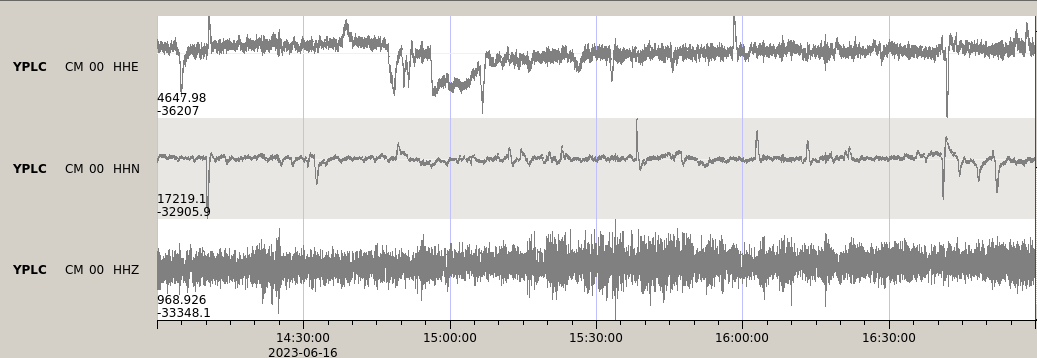 YPLC CM 00 HHE
4647.98
-36207
YPLC CM 00 HHN
17219.1
-32905.9
YPLC CM 00 HHZ
968.926
-33348.1
14:30:00 15:00:00 15:30:00 16:00:00 16:30:00
2023-06-16